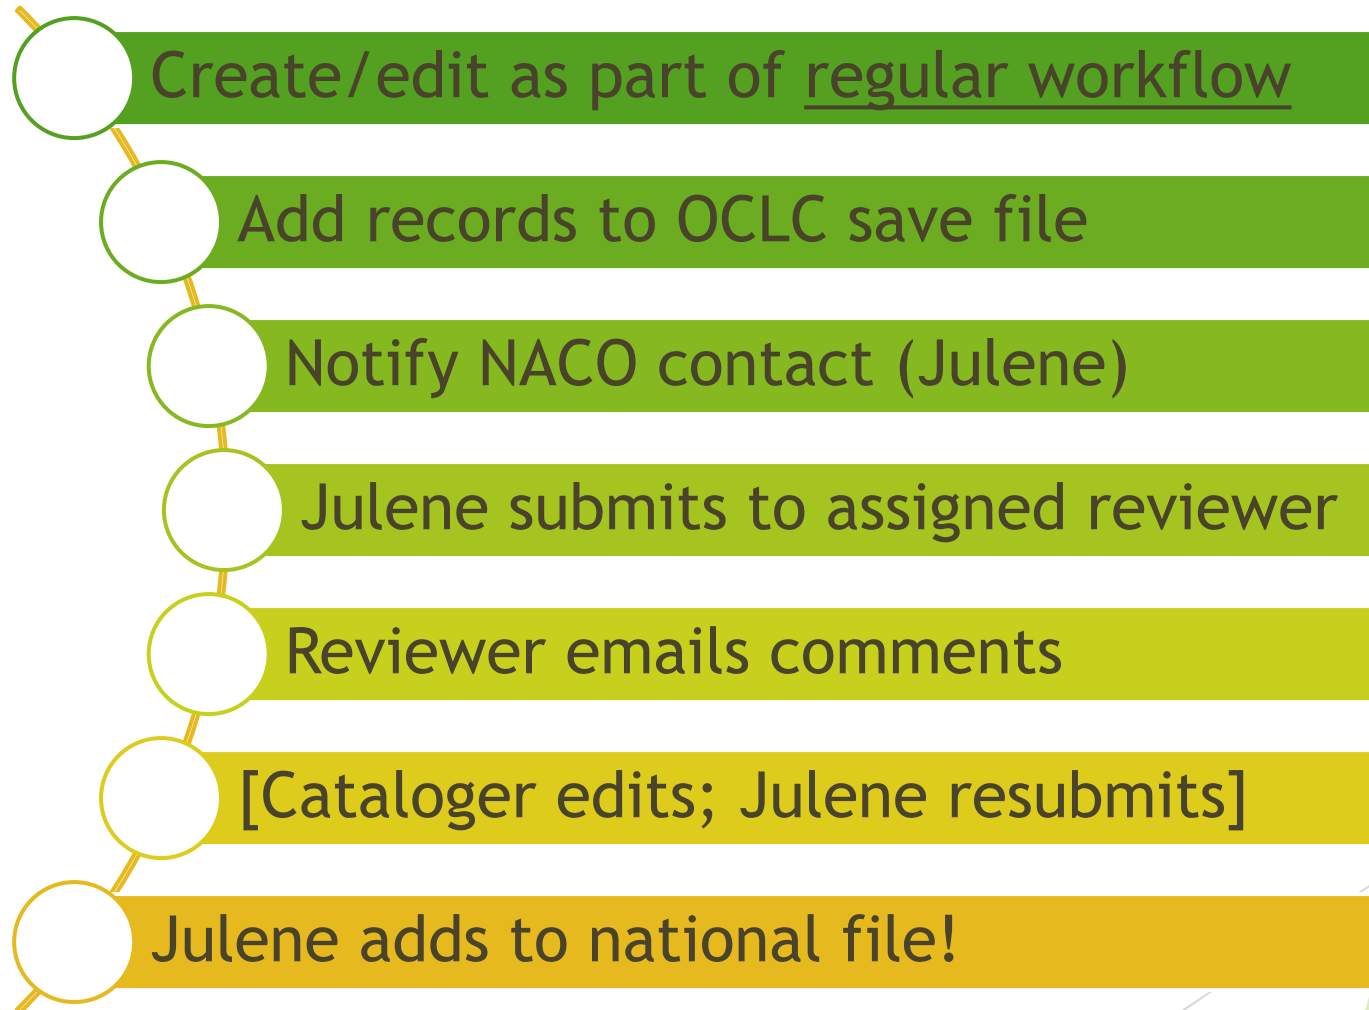 Create/edit as part of regular workflow
Add records to OCLC save file
Notify NACO contact (Julene)
Julene submits to assigned reviewer
Reviewer emails comments
[Cataloger edits; Julene resubmits]
Julene adds to national file!